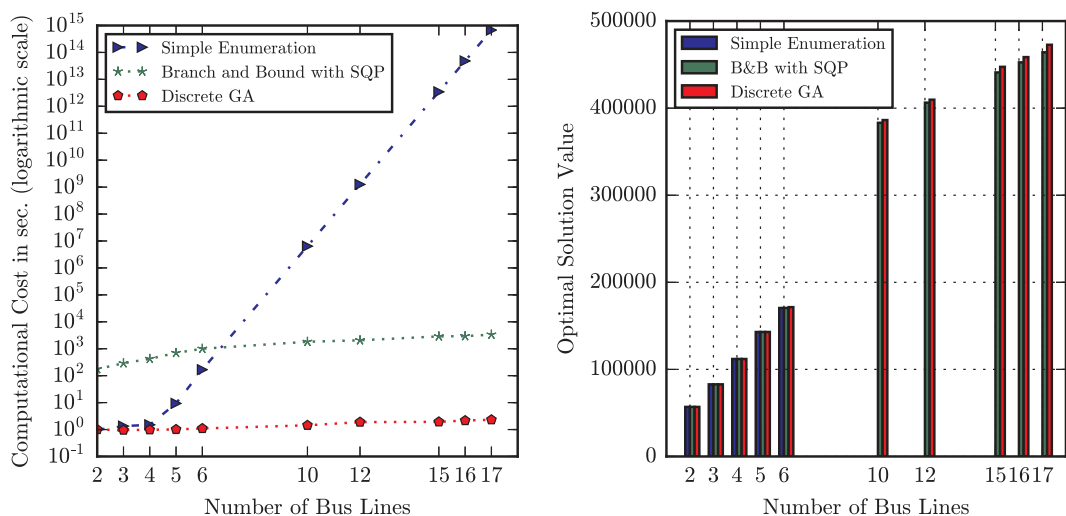 Computational Cost in sec. (logarithmic scale)
10^15
10^14
10^13
10^12
10^11
10^10
10^9
10^8
10^7
10^6
10^5
10^4
10^3
10^2
10^1
10^0
10^-1
Simple Enumeration
Branch and Bound with SQP
Discrete GA
2 3 4 5 6 10 12 15 16 17
Number of Bus Lines
Optimal Solution Value
500000
400000
300000
200000
100000
0
Simple Enumeration
B&B with SQP
Discrete GA
2 3 4 5 6 10 12 15 16 17
Number of Bus Lines